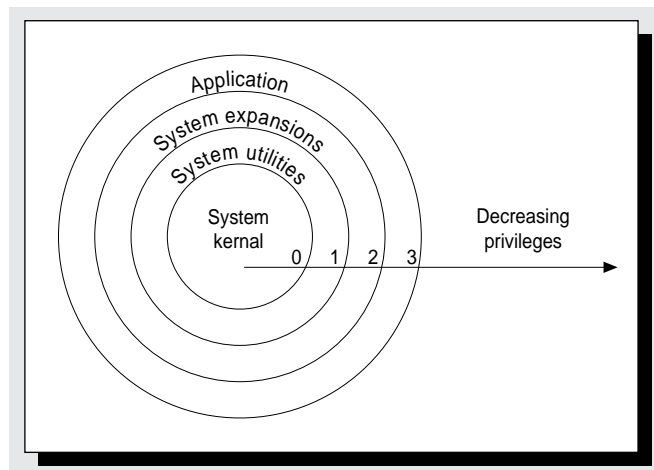 Application
System expansions
System utilities
System
kernal
0 1 2 3
Decreasing
privileges